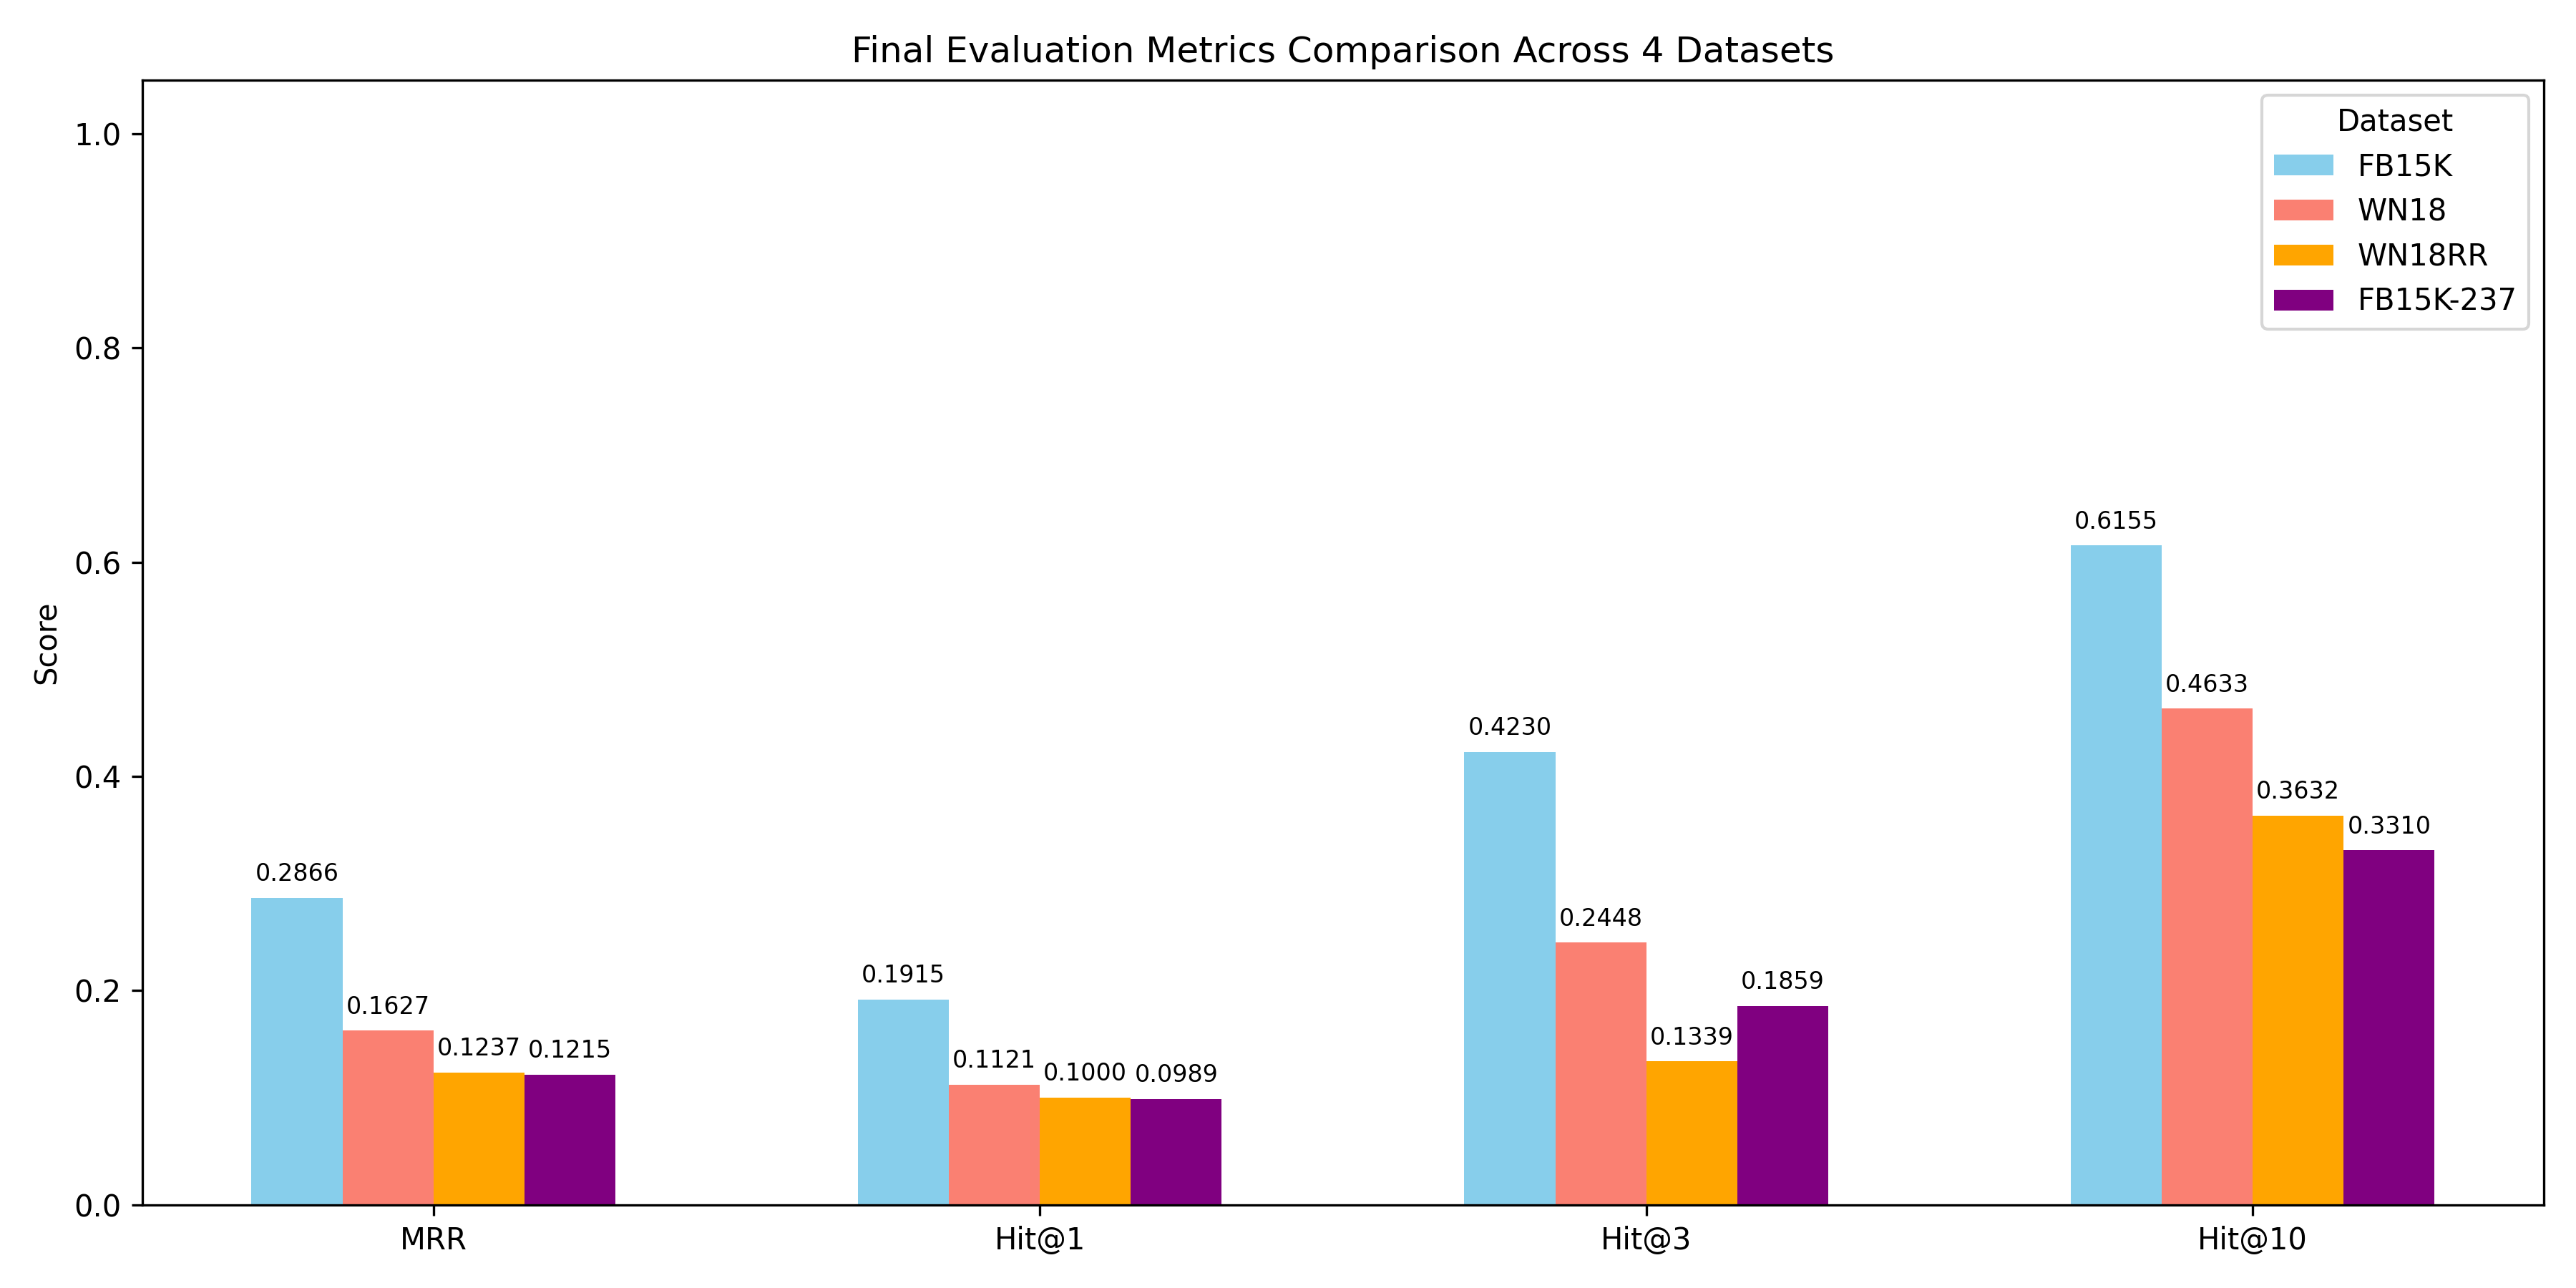 Final Evaluation Metrics Comparison Across 4 Datasets
Dataset
FB15K
WN18
WN18RR
FB15K-237
Score
1.0
0.8
0.6
0.4
0.2
0.0
0.2866
0.1627
0.1237
0.1215
0.1915
0.1121
0.1000
0.0989
0.4230
0.2448
0.1339
0.1859
0.6155
0.4633
0.3632
0.3310
MRR
Hit@1
Hit@3
Hit@10